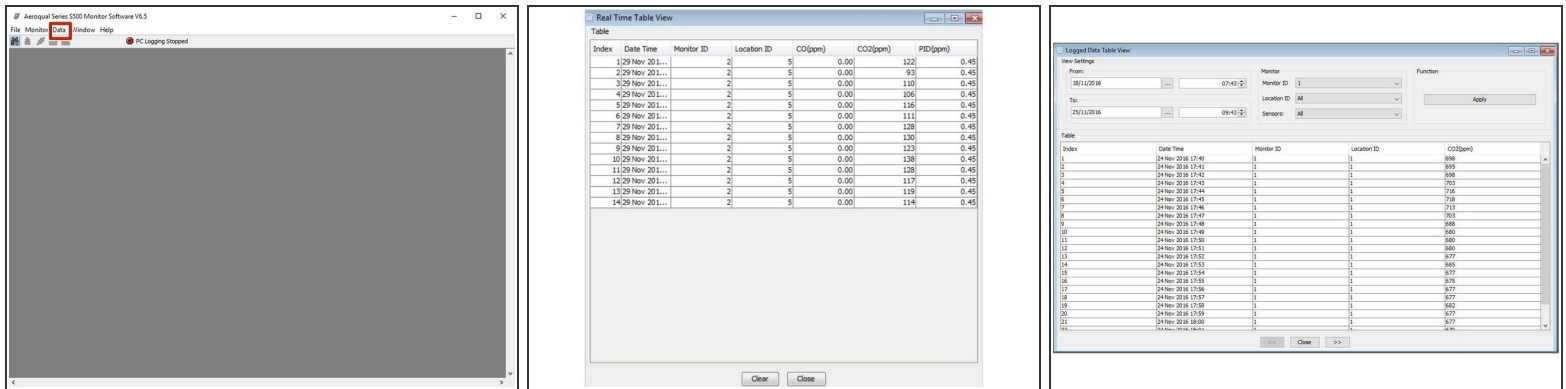 Aeroqual Series S500 Monitor Software V6.5
File Monitor Data Window Help
PC Logging Stopped
Real Time Table View
Table
Index Date Time Monitor ID Location ID CO(ppm) CO2(ppm) PID(ppm)
1 29 Nov 201... 2 5 0.00 122 0.45
2 29 Nov 201... 2 5 0.00 93 0.45
3 29 Nov 201... 2 5 0.00 110 0.45
4 29 Nov 201... 2 5 0.00 106 0.45
5 29 Nov 201... 2 5 0.00 116 0.45
6 29 Nov 201... 2 5 0.00 111 0.45
7 29 Nov 201... 2 5 0.00 128 0.45
8 29 Nov 201... 2 5 0.00 130 0.45
9 29 Nov 201... 2 5 0.00 123 0.45
10 29 Nov 201... 2 5 0.00 138 0.45
11 29 Nov 201... 2 5 0.00 128 0.45
12 29 Nov 201... 2 5 0.00 117 0.45
13 29 Nov 201... 2 5 0.00 119 0.45
14 29 Nov 201... 2 5 0.00 114 0.45
Clear Close
Logged Data Table View
View Settings
From: Monitor Function
18/11/2016 ... 07:43 Monitor ID 1
To: Location ID All Apply
25/11/2016 ... 09:43 Sensors: All
Table
Index Date Time Monitor ID Location ID CO2(ppm)
1 24 Nov 2016 17:40 1 1 698
2 24 Nov 2016 17:41 1 1 695
3 24 Nov 2016 17:42 1 1 698
4 24 Nov 2016 17:43 1 1 703
5 24 Nov 2016 17:44 1 1 716
6 24 Nov 2016 17:45 1 1 718
7 24 Nov 2016 17:46 1 1 713
8 24 Nov 2016 17:47 1 1 703
9 24 Nov 2016 17:48 1 1 688
10 24 Nov 2016 17:49 1 1 680
11 24 Nov 2016 17:50 1 1 680
12 24 Nov 2016 17:51 1 1 680
13 24 Nov 2016 17:52 1 1 677
14 24 Nov 2016 17:53 1 1 685
15 24 Nov 2016 17:54 1 1 677
16 24 Nov 2016 17:55 1 1 675
17 24 Nov 2016 17:56 1 1 677
18 24 Nov 2016 17:57 1 1 677
19 24 Nov 2016 17:58 1 1 682
20 24 Nov 2016 17:59 1 1 677
21 24 Nov 2016 18:00 1 1 677
<< Close >>